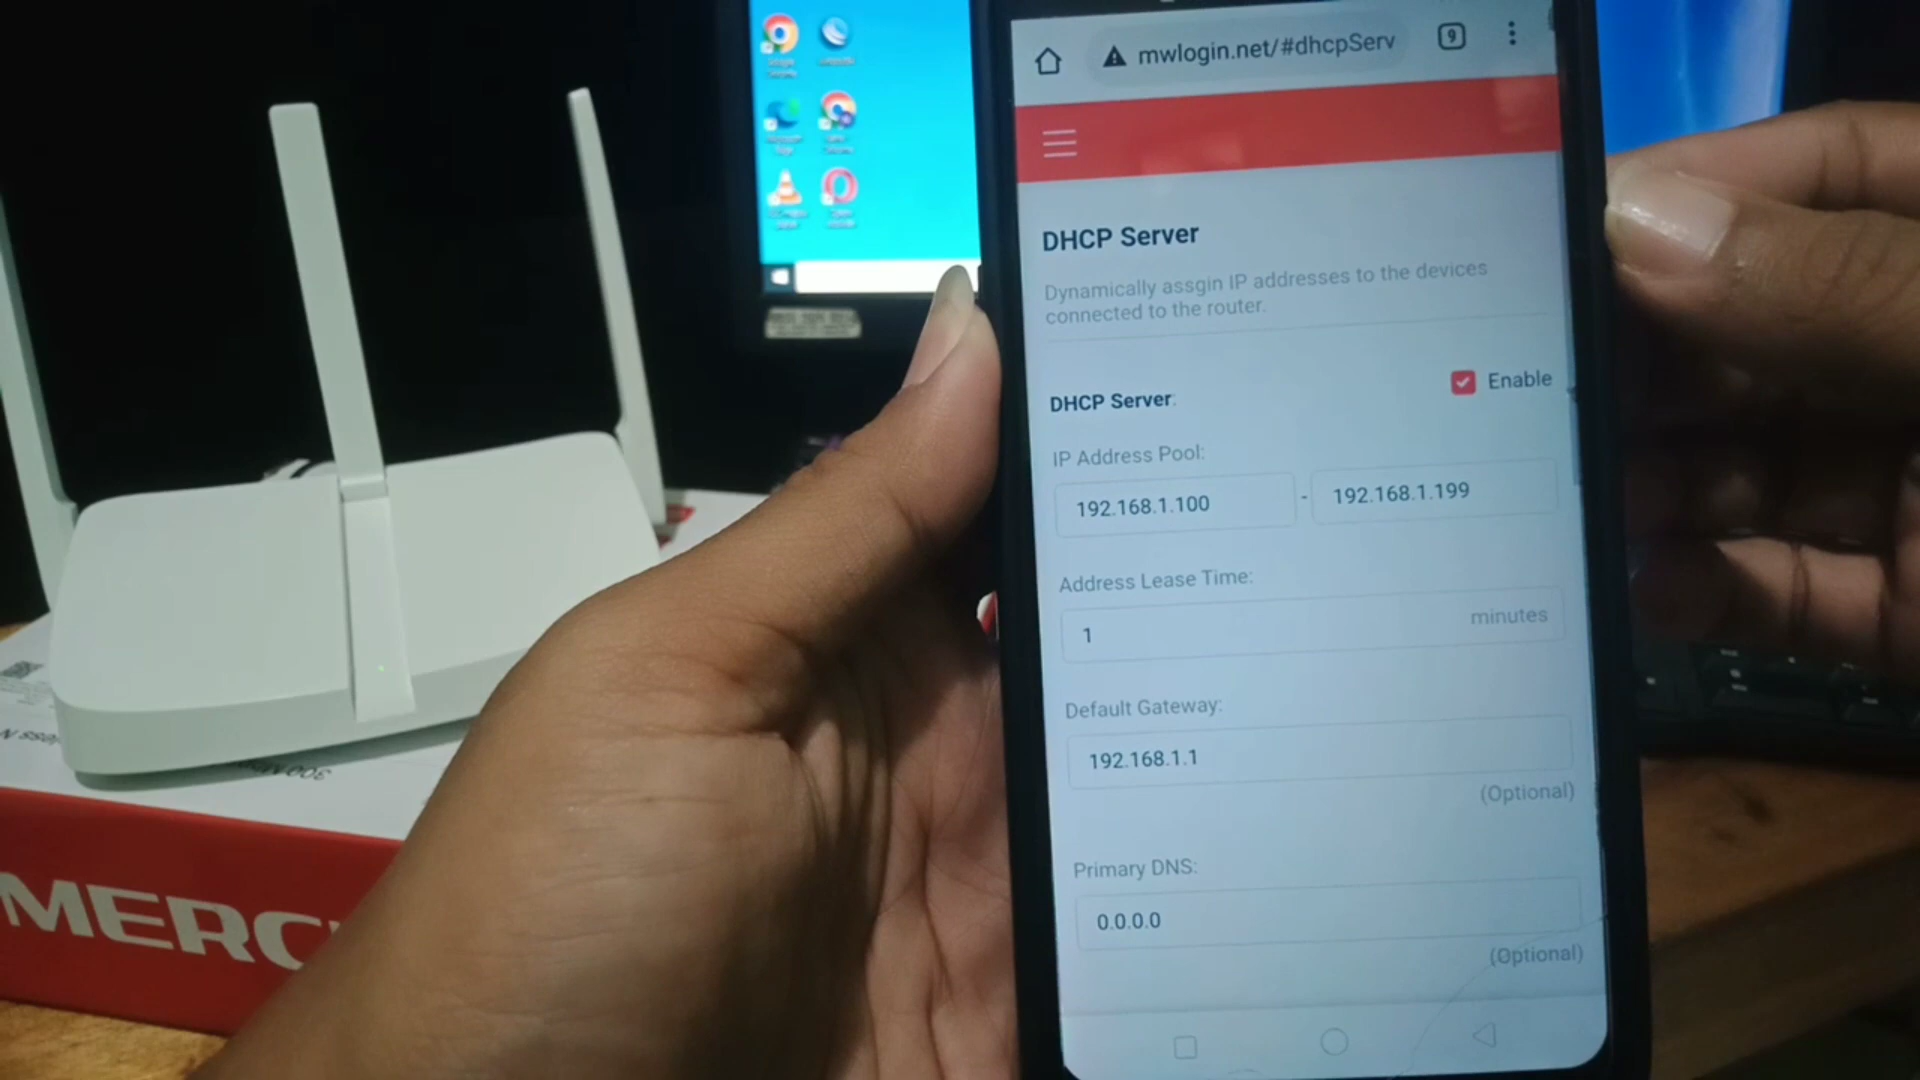 9
mwlogin.net/#dhcpServ
DHCP Server
Dynamically assgin IP addresses to the devices
connected to the router.
DHCP Server:
Enable
IP Address Pool:
192.168.1.100 - 192.168.1.199
Address Lease Time:
1 minutes
Default Gateway:
192.168.1.1
(Optional)
Primary DNS:
0.0.0.0
(Optional)
MERC